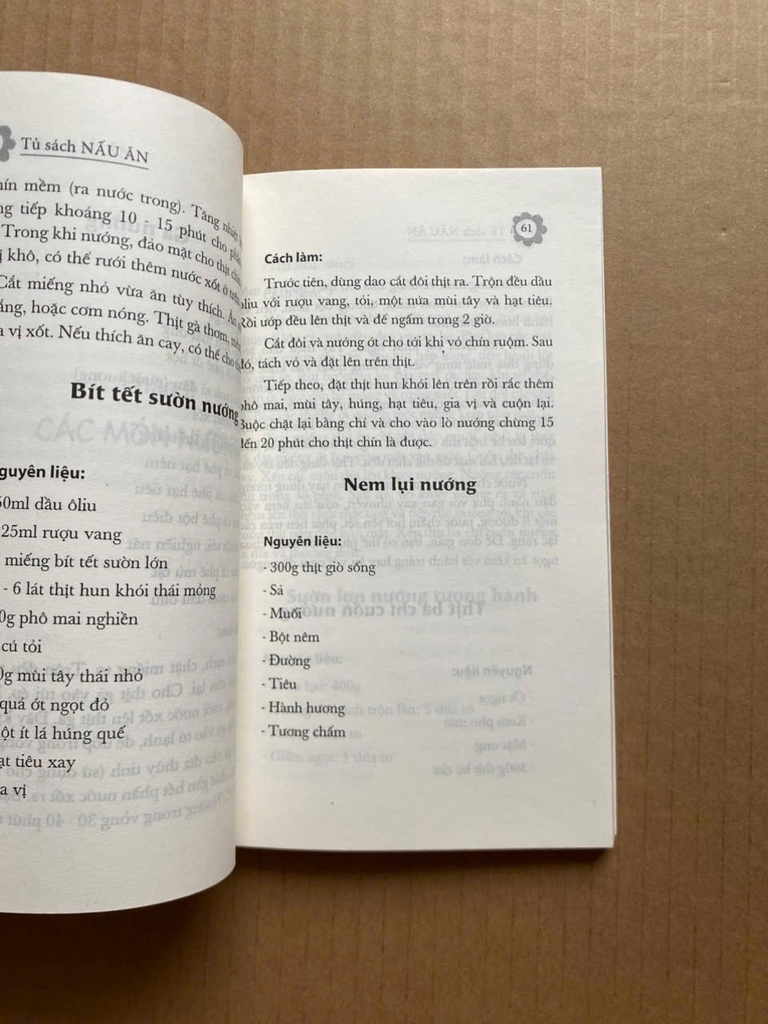 Tủ sách NẤU ĂN
mềm (ra nước trong). Tăng
tiếp khoảng 10 - 15 phút cho
Trong khi nướng, đảo mặt cho thịt
khô, có thể rưới thêm nước xốt
Cắt miếng nhỏ vừa ăn tùy thích.
hoặc cơm nóng. Thịt gà thơm,
vị xốt. Nếu thích ăn cay, có thể cho
Bít tết sườn nướng
nguyên liệu:
50ml dầu ôliu
25ml rượu vang
miếng bít tết sườn lớn
- 6 lát thịt hun khói thái mỏng
0g phô mai nghiền
củ tỏi
0g mùi tây thái nhỏ
quả ớt ngọt đỏ
một ít lá húng quế
hạt tiêu xay
gia vị
61
Cách làm:
Trước tiên, dùng dao cắt đôi thịt ra. Trộn đều dầu
oliu với rượu vang, tỏi, một nửa mùi tây và hạt tiêu.
Rồi ướp đều lên thịt và để ngấm trong 2 giờ.
Cắt đôi và nướng ớt cho tới khi vỏ chín ruộm. Sau
đó, tách vỏ và đặt lên trên thịt.
Tiếp theo, đặt thịt hun khói lên trên rồi rắc thêm
phô mai, mùi tây, húng, hạt tiêu, gia vị và cuộn lại.
Buộc chặt lại bằng chỉ và cho vào lò nướng chừng 15
đến 20 phút cho thịt chín là được.
Nem lụi nướng
Nguyên liệu:
- 300g thịt giò sống
- Sả
- Muối
- Bột nêm
- Đường
- Tiêu
- Hành hương
- Tương chấm